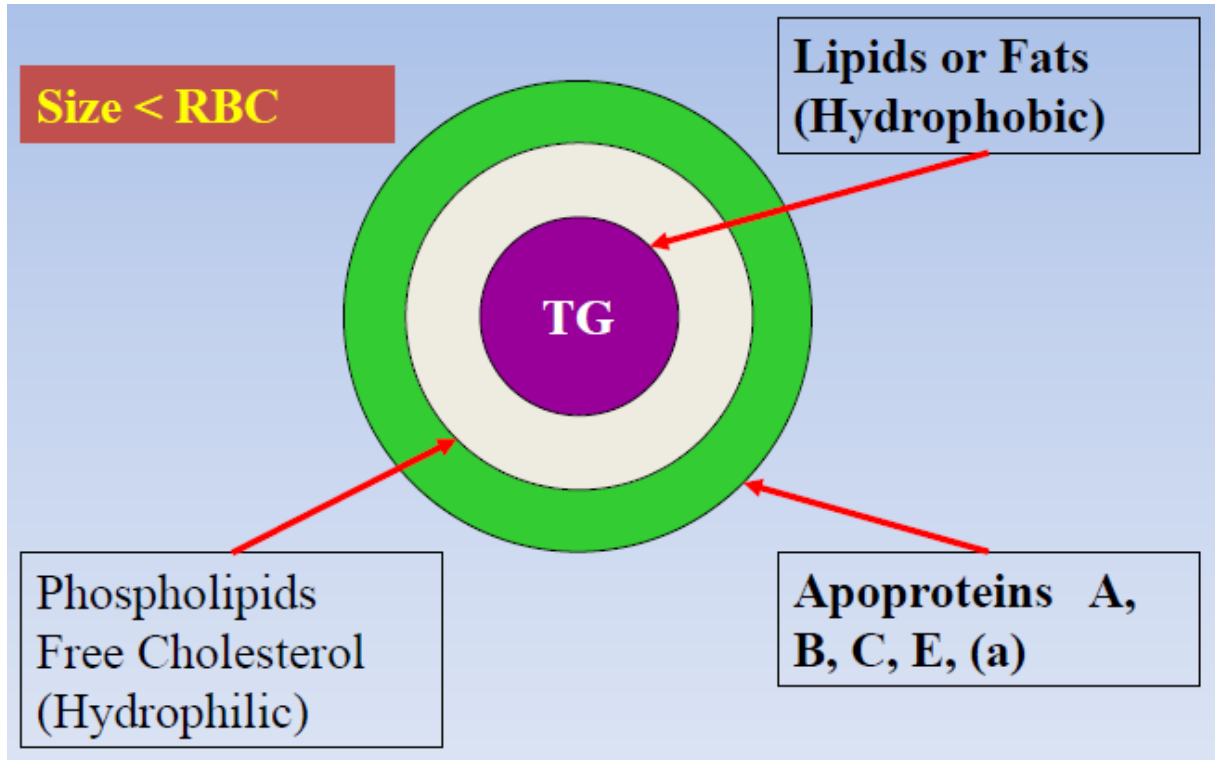 Size < RBC
Lipids or Fats
(Hydrophobic)
TG
Phospholipids
Free Cholesterol
(Hydrophilic)
Apoproteins A,
B, C, E, (a)